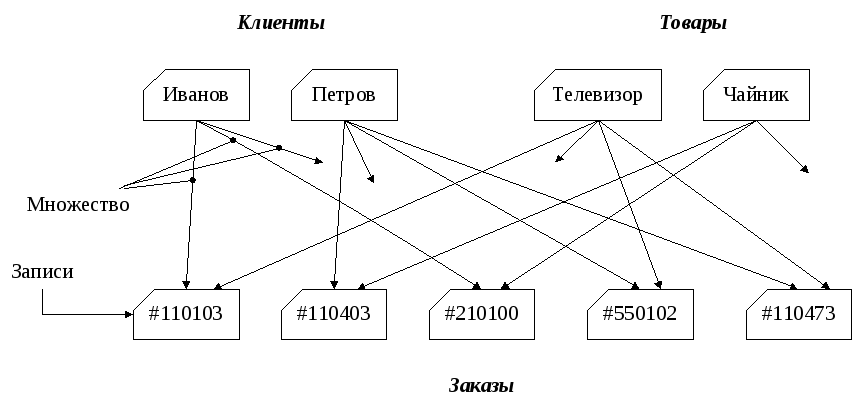 Клиенты
Товары
Иванов
Петров
Телевизор
Чайник
Множество
Записи
#110103
#110403
#210100
#550102
#110473
Заказы